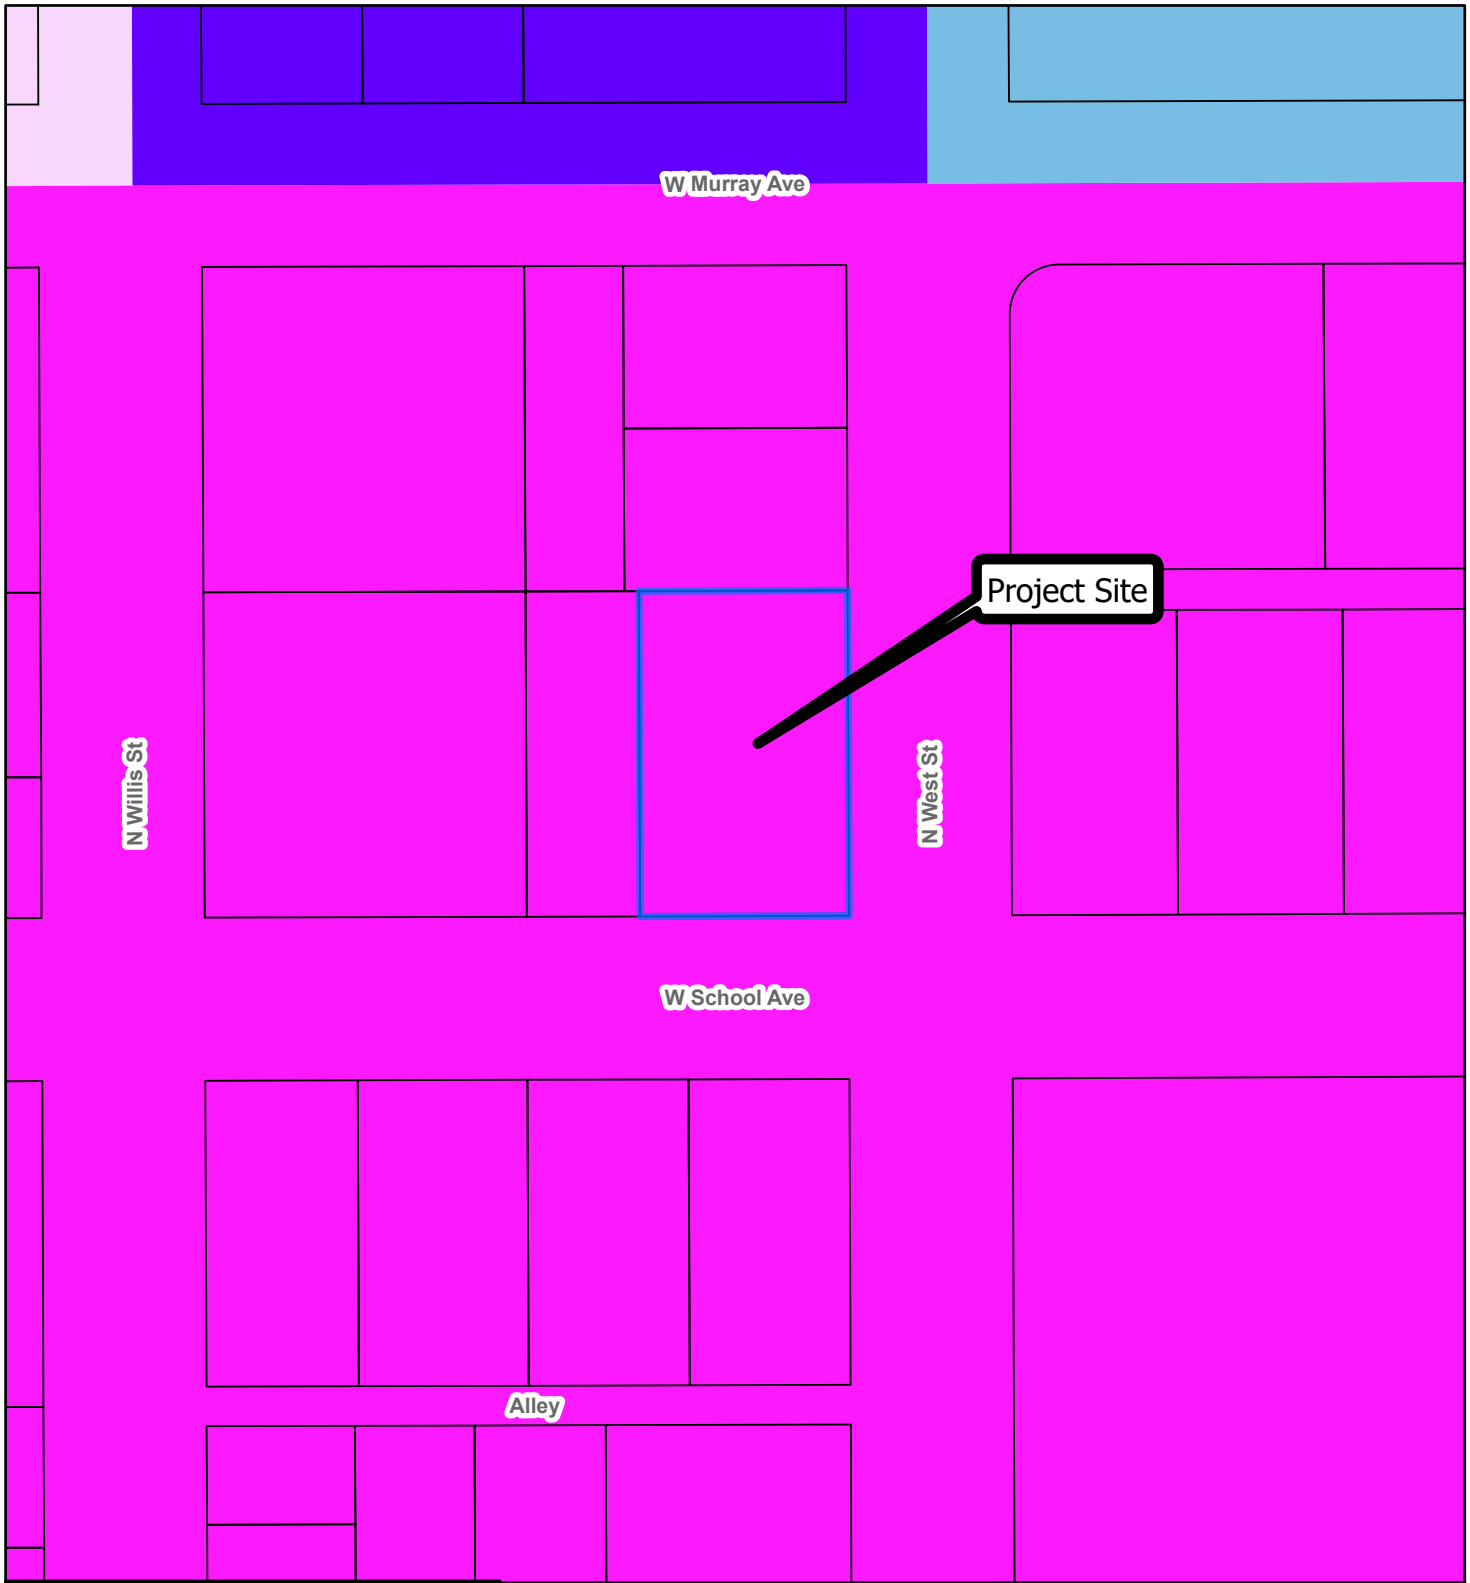 W Murray Ave
Project Site
N Willis St
N West St
W School Ave
Alley